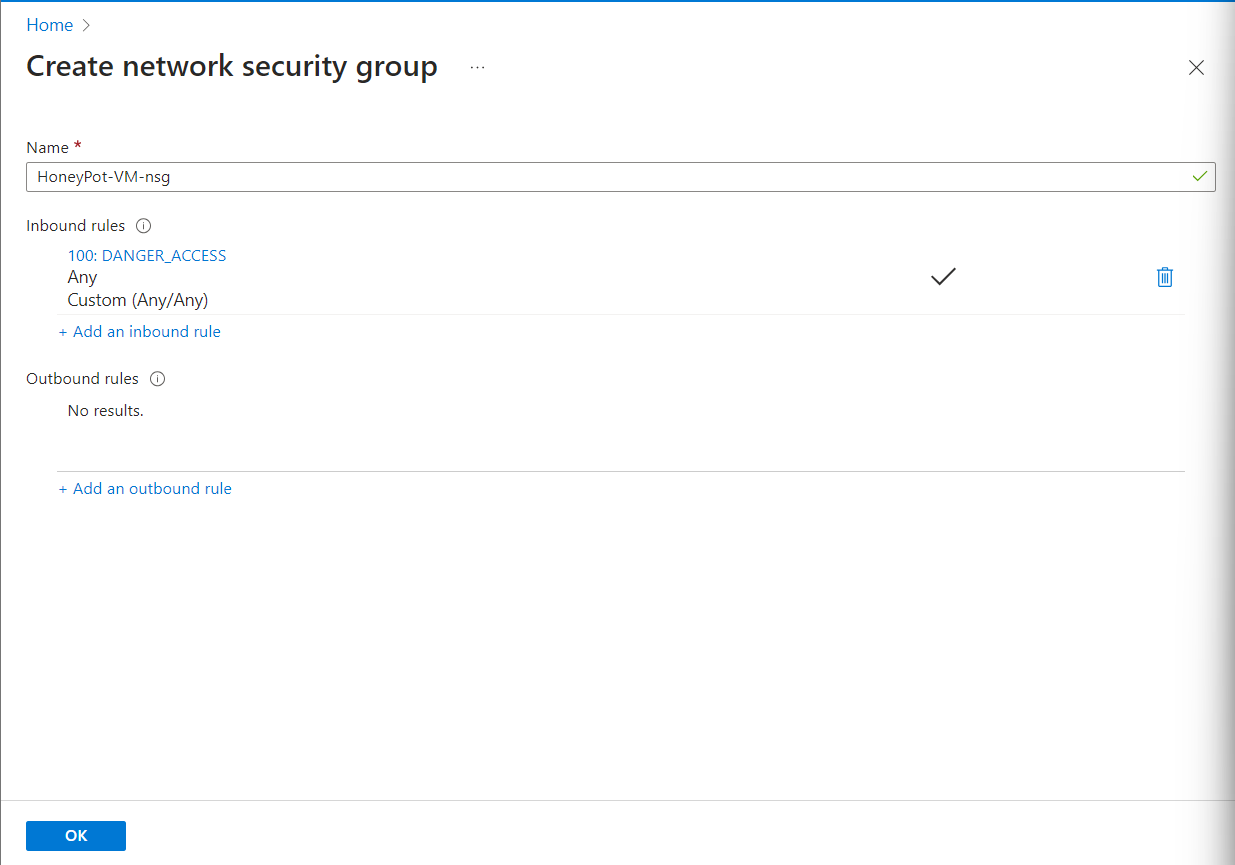 Home
Create network security group ...
Name *
HoneyPot-VM-nsg
Inbound rules
100: DANGER_ACCESS
Any
Custom (Any/Any)
+ Add an inbound rule
Outbound rules
No results.
+ Add an outbound rule
OK